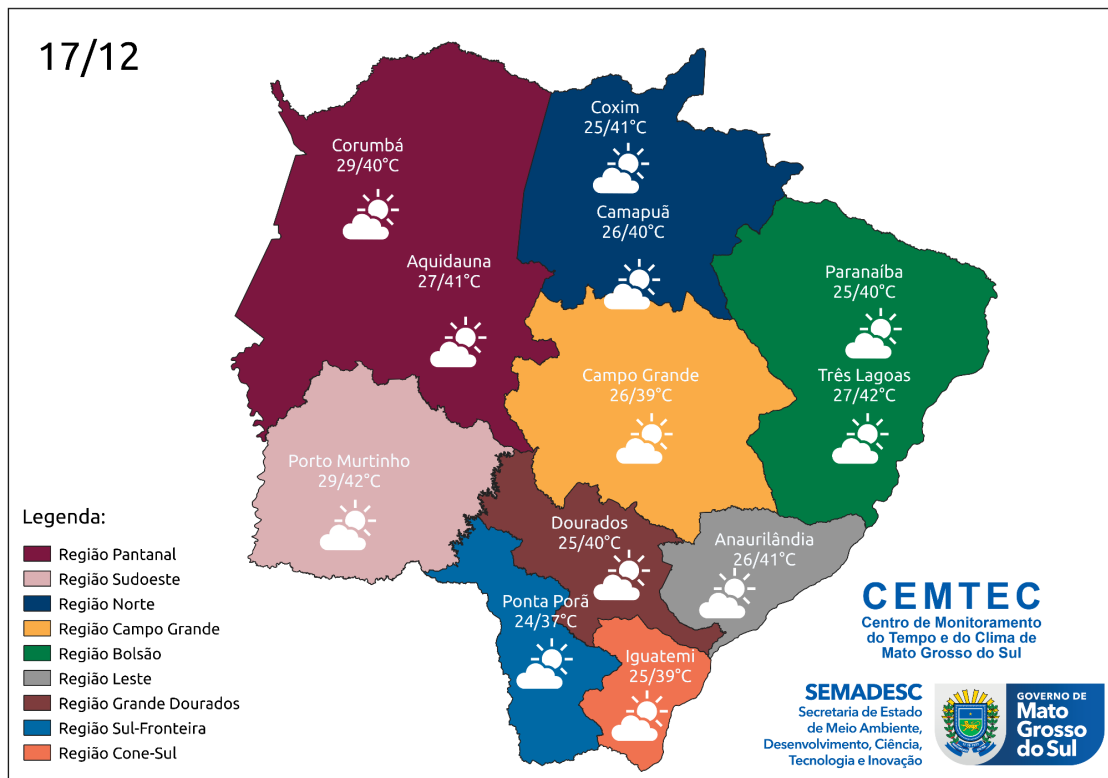 17/12
Coxim
25/41°C
Corumbá
29/40°C
Camapuã
26/40°C
Aquidauna
27/41°C
Paranaíba
25/40°C
Campo Grande
26/39°C
Três Lagoas
27/42°C
Porto Murtinho
29/42°C
Dourados
25/40°C
Anaurilândia
26/41°C
Ponta Porã
24/37°C
Iguatemi
25/39°C
Legenda:
Região Pantanal
Região Sudoeste
Região Norte
Região Campo Grande
Região Bolsão
Região Leste
Região Grande Dourados
Região Sul-Fronteira
Região Cone-Sul
CEMTEC
Centro de Monitoramento
do Tempo e do Clima de
Mato Grosso do Sul
SEMADESC
Secretaria de Estado
de Meio Ambiente,
Desenvolvimento, Ciência,
Tecnologia e Inovação
GOVERNO DE
Mato
Grosso
do Sul